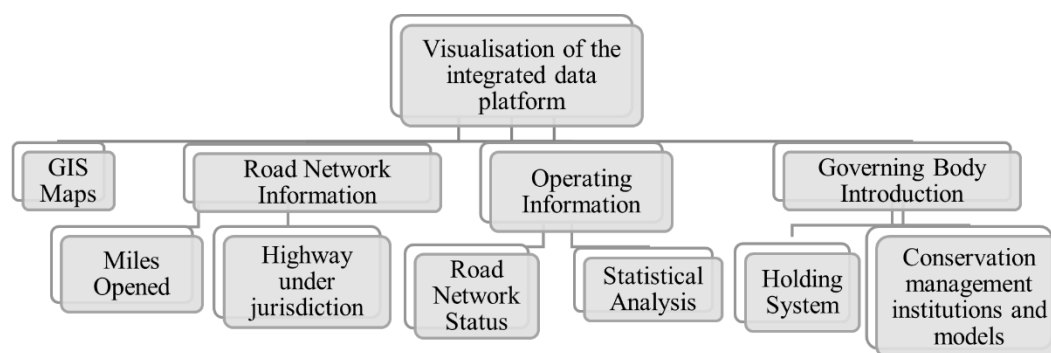 Visualisation of the
integrated data
platform
GIS
Maps
Road Network
Information
Operating
Information
Governing Body
Introduction
Miles
Opened
Highway
under
jurisdiction
Road
Network
Status
Statistical
Analysis
Holding
System
Conservation
management
institutions and
models